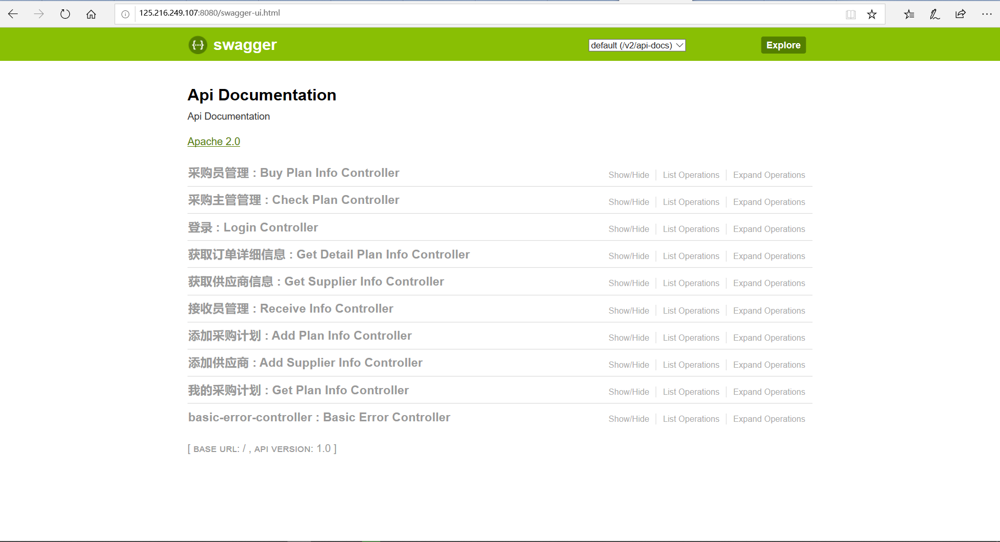 125.216.249.107:8080/swagger-ui.html
{···} swagger default (/v2/api-docs) Explore
Api Documentation
Api Documentation
Apache 2.0
采购员管理 : Buy Plan Info Controller Show/Hide List Operations Expand Operations
采购主管管理 : Check Plan Controller Show/Hide List Operations Expand Operations
登录 : Login Controller Show/Hide List Operations Expand Operations
获取订单详细信息 : Get Detail Plan Info Controller Show/Hide List Operations Expand Operations
获取供应商信息 : Get Supplier Info Controller Show/Hide List Operations Expand Operations
接收员管理 : Receive Info Controller Show/Hide List Operations Expand Operations
添加采购计划 : Add Plan Info Controller Show/Hide List Operations Expand Operations
添加供应商 : Add Supplier Info Controller Show/Hide List Operations Expand Operations
我的采购计划 : Get Plan Info Controller Show/Hide List Operations Expand Operations
basic-error-controller : Basic Error Controller Show/Hide List Operations Expand Operations
[ BASE URL: / , API VERSION: 1.0 ]